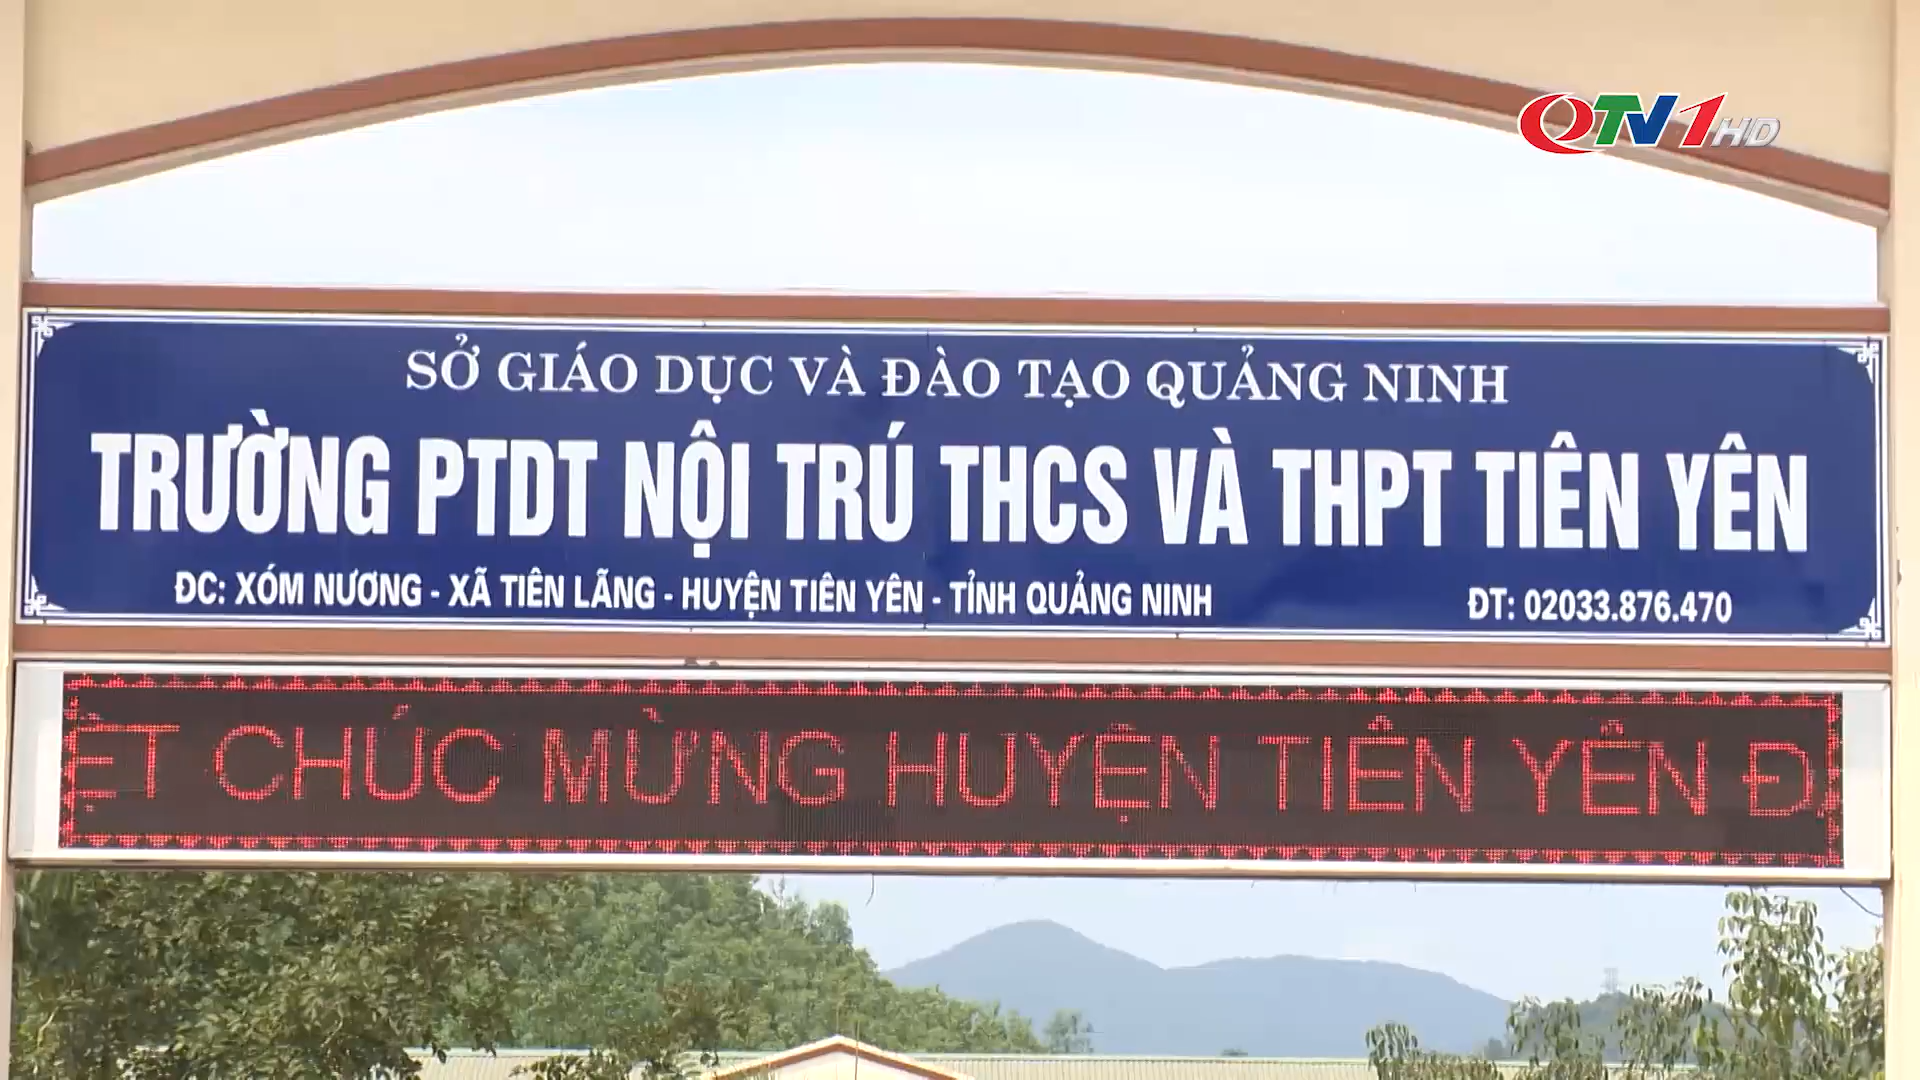 QTV1HD
SỞ GIÁO DỤC VÀ ĐÀO TẠO QUẢNG NINH
TRƯỜNG PTDT NỘI TRÚ THCS VÀ THPT TIÊN YÊN
ĐC: XÓM NƯƠNG - XÃ TIÊN LÃNG - HUYỆN TIÊN YÊN - TỈNH QUẢNG NINH ĐT: 02033.876.470
ỆT CHÚC MỪNG HUYỆN TIÊN YÊN Đ